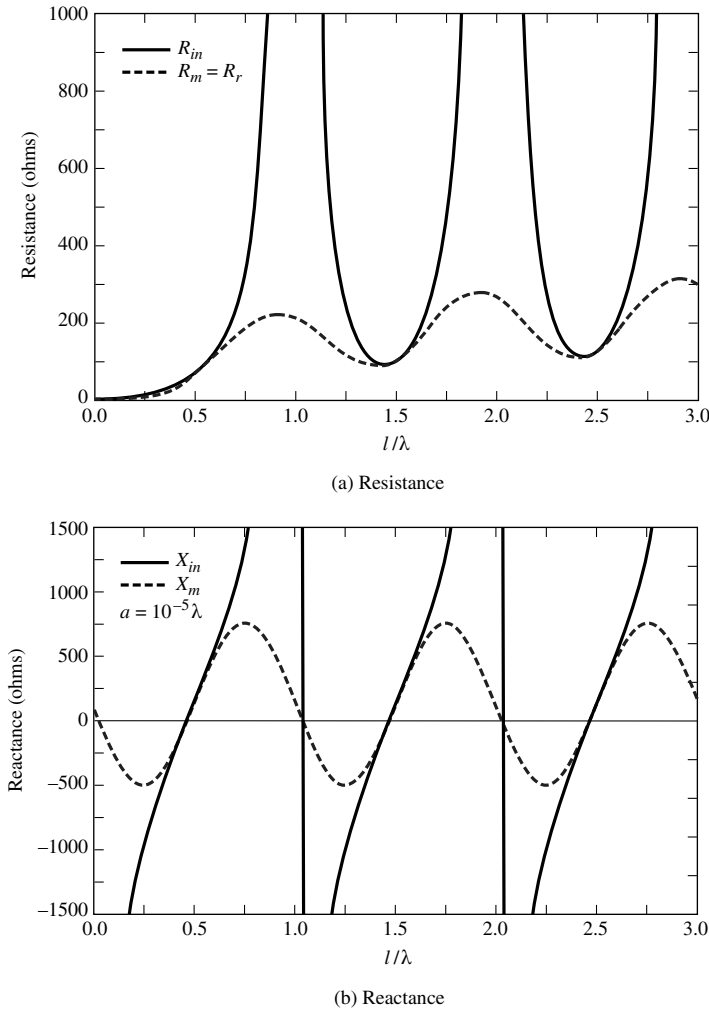 1000
800
600
400
200
0
Resistance (ohms)
R_in
R_m = R_r
0.0 0.5 1.0 1.5 2.0 2.5 3.0
l/λ
(a) Resistance
1500
1000
500
0
−500
−1000
−1500
Reactance (ohms)
X_in
X_m
a = 10⁻⁵λ
0.0 0.5 1.0 1.5 2.0 2.5 3.0
l/λ
(b) Reactance